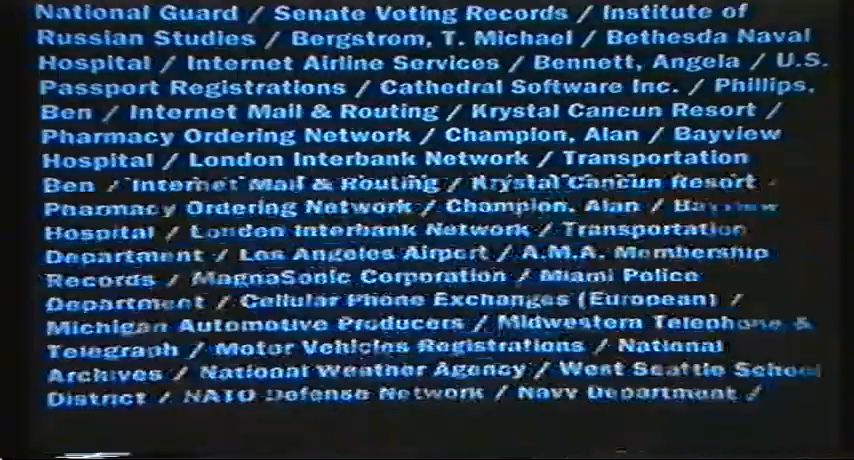 National Guard / Senate Voting Records / Institute of
Russian Studies / Bergstrom, T. Michael / Bethesda Naval
Hospital / Internet Airline Services / Bennett, Angela / U.S.
Passport Registrations / Cathedral Software Inc. / Phillips,
Ben / Internet Mail & Routing / Krystal Cancun Resort /
Pharmacy Ordering Network / Champion, Alan / Bayview
Hospital / London Interbank Network / Transportation
Ben / Internet Mail & Routing / Krystal Cancun Resort
Pharmacy Ordering Network / Champion, Alan / Bayview
Hospital / London Interbank Network / Transportation
Department / Los Angeles Airport / A.M.A. Membership
Records / MagnaSonic Corporation / Miami Police
Department / Cellular Phone Exchanges (European) /
Michigan Automotive Producers / Midwestern Telephone &
Telegraph / Motor Vehicles Registrations / National
Archives / National Weather Agency / West Seattle School
District / NATO Defense Network / Navy Department /